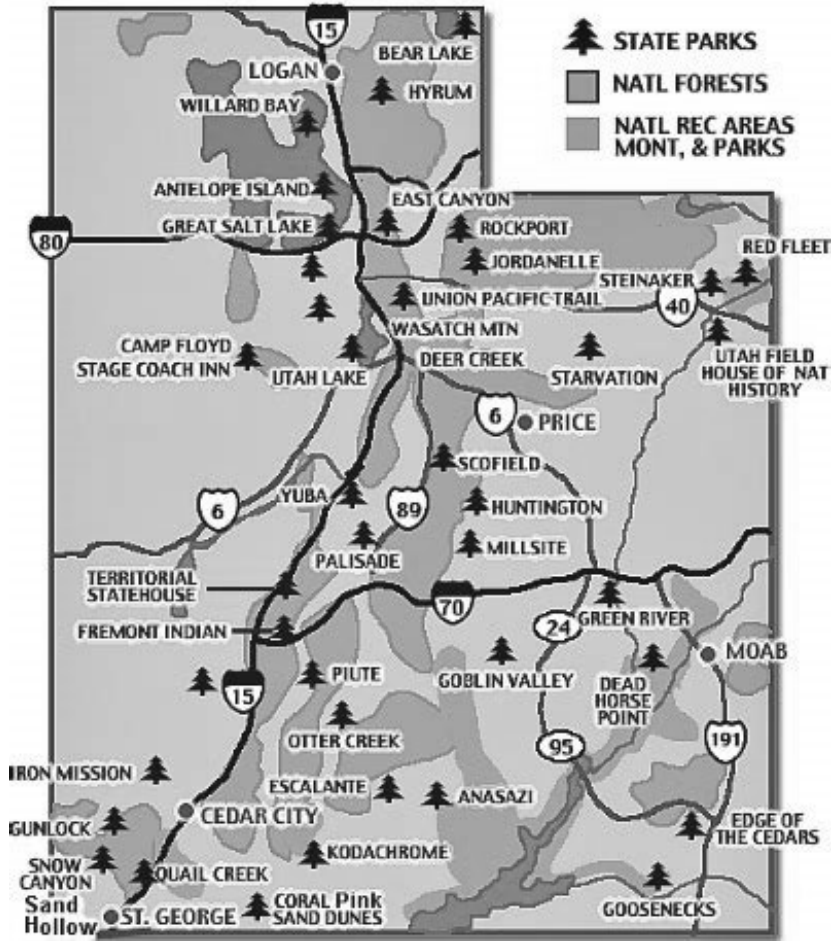 15
BEAR LAKE
STATE PARKS
LOGAN
HYRUM
NATL FORESTS
WILLARD BAY
NATL REC AREAS
MONT, & PARKS
ANTELOPE ISLAND
EAST CANYON
GREAT SALT LAKE
ROCKPORT
80
JORDANELLE
RED FLEET
STEINAKER
UNION PACIFIC TRAIL
40
WASATCH MTN
CAMP FLOYD
STAGE COACH INN
UTAH LAKE
DEER CREEK
STARVATION
UTAH FIELD
HOUSE OF NAT
HISTORY
6
PRICE
SCOFIELD
YUBA
6
89
HUNTINGTON
PALISADE
MILLSITE
TERRITORIAL
STATEHOUSE
70
GREEN RIVER
FREMONT INDIAN
24
MOAB
15
PIUTE
GOBLIN VALLEY
DEAD
HORSE
POINT
OTTER CREEK
95
191
IRON MISSION
ESCALANTE
ANASAZI
CEDAR CITY
GUNLOCK
EDGE OF
THE CEDARS
KODACHROME
SNOW
CANYON
QUAIL CREEK
Sand
Hollow
ST. GEORGE
CORAL Pink
SAND DUNES
GOOSENECKS